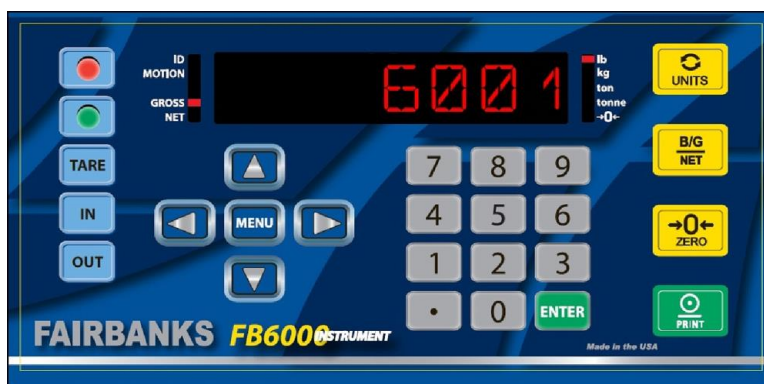 ID
MOTION
GROSS
NET
6001
lb
kg
ton
tonne
→0←
UNITS
B/G
NET
→0←
ZERO
PRINT
TARE
IN
OUT
MENU
7 8 9
4 5 6
1 2 3
. 0 ENTER
FAIRBANKS FB6000 INSTRUMENT
Made in the USA